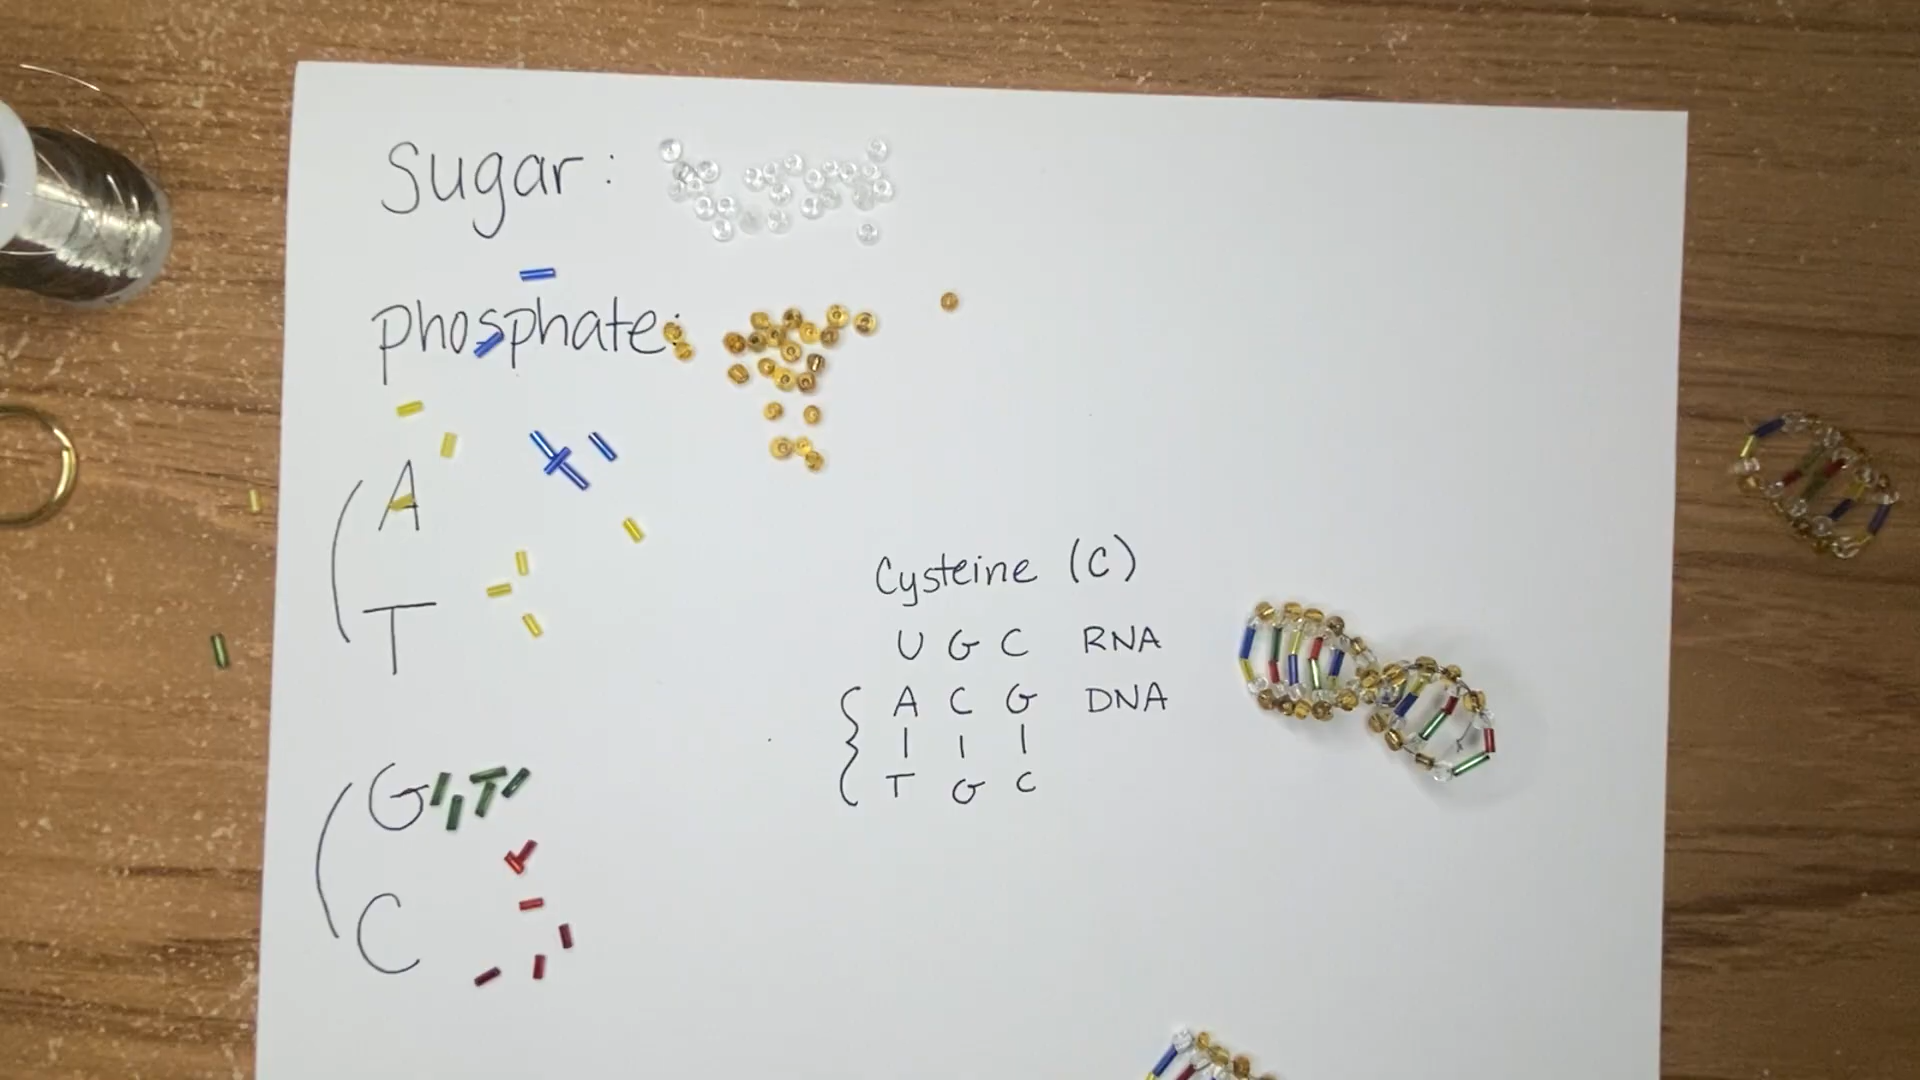 Sugar:
phosphate:
A
T
G
C
Cysteine (C)
U G C RNA
A C G DNA
T G C